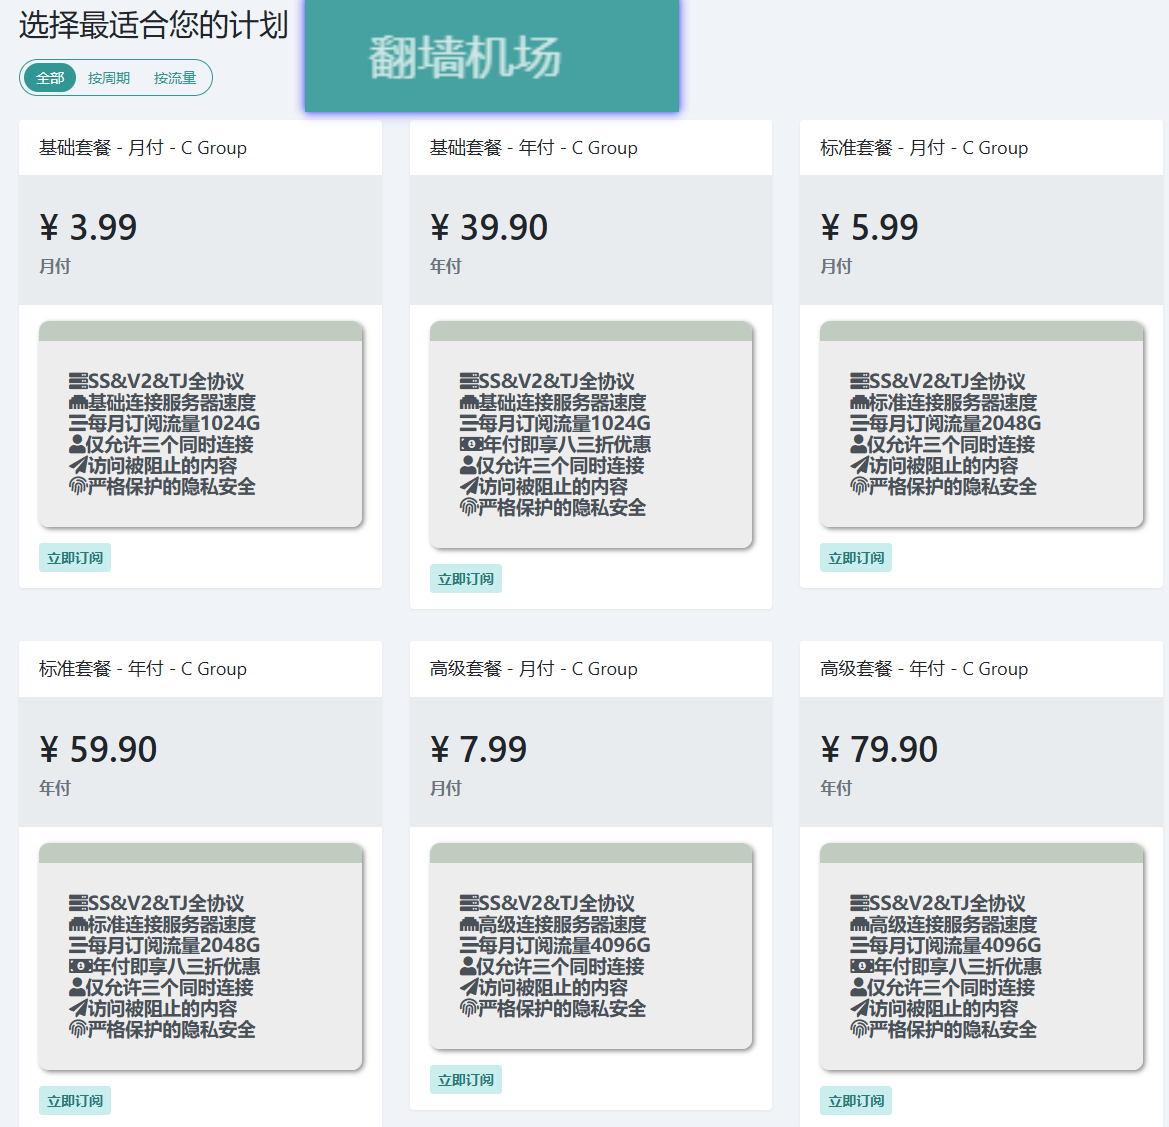 选择最适合您的计划
翻墙机场
全部 按周期 按流量
基础套餐 - 月付 - C Group
¥ 3.99
月付
SS&V2&TJ全协议
基础连接服务器速度
每月订阅流量1024G
仅允许三个同时连接
访问被阻止的内容
严格保护的隐私安全
立即订阅
基础套餐 - 年付 - C Group
¥ 39.90
年付
SS&V2&TJ全协议
基础连接服务器速度
每月订阅流量1024G
年付即享八三折优惠
仅允许三个同时连接
访问被阻止的内容
严格保护的隐私安全
立即订阅
标准套餐 - 月付 - C Group
¥ 5.99
月付
SS&V2&TJ全协议
标准连接服务器速度
每月订阅流量2048G
仅允许三个同时连接
访问被阻止的内容
严格保护的隐私安全
立即订阅
标准套餐 - 年付 - C Group
¥ 59.90
年付
SS&V2&TJ全协议
标准连接服务器速度
每月订阅流量2048G
年付即享八三折优惠
仅允许三个同时连接
访问被阻止的内容
严格保护的隐私安全
立即订阅
高级套餐 - 月付 - C Group
¥ 7.99
月付
SS&V2&TJ全协议
高级连接服务器速度
每月订阅流量4096G
仅允许三个同时连接
访问被阻止的内容
严格保护的隐私安全
立即订阅
高级套餐 - 年付 - C Group
¥ 79.90
年付
SS&V2&TJ全协议
高级连接服务器速度
每月订阅流量4096G
年付即享八三折优惠
仅允许三个同时连接
访问被阻止的内容
严格保护的隐私安全
立即订阅